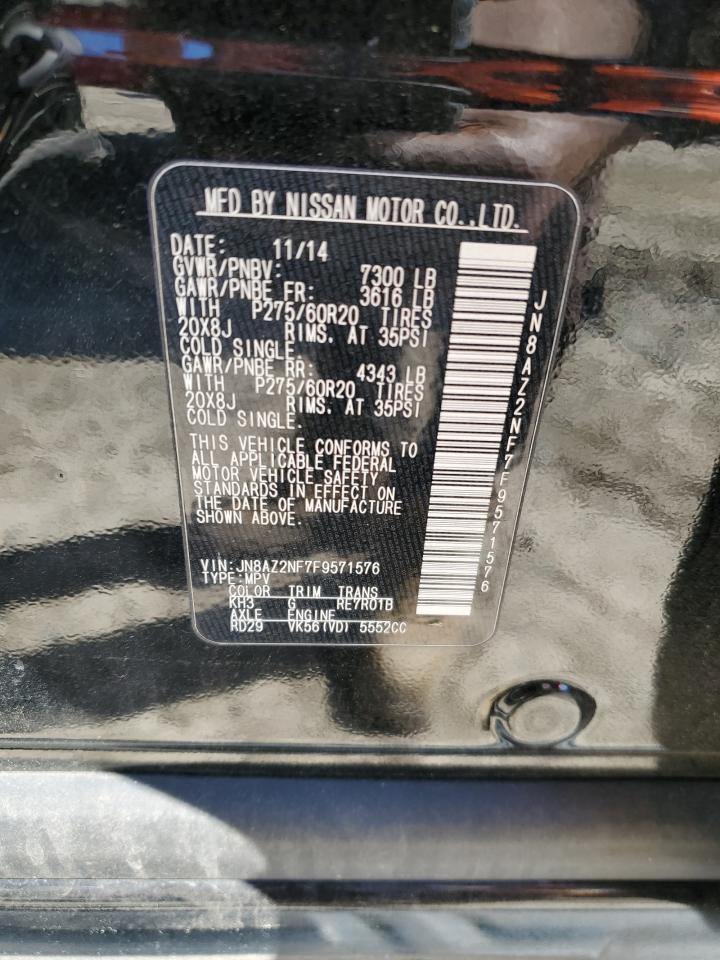 MFD BY NISSAN MOTOR CO.,LTD.
DATE: 11/14
GVWR/PNBV: 7300 LB
GAWR/PNBE FR: 3616 LB
WITH P275/60R20 TIRES
20X8J RIMS, AT 35PSI
COLD SINGLE.
GAWR/PNBE RR: 4343 LB
WITH P275/60R20 TIRES
20X8J RIMS, AT 35PSI
COLD SINGLE.
THIS VEHICLE CONFORMS TO
ALL APPLICABLE FEDERAL
MOTOR VEHICLE SAFETY
STANDARDS IN EFFECT ON
THE DATE OF MANUFACTURE
SHOWN ABOVE.
VIN: JN8AZ2NF7F9571576
TYPE: MPV
COLOR TRIM TRANS
KH3 G RE7R01B
AXLE ENGINE
RD29 VK56(VD) 5552CC
JN8AZ2NF7F9571576